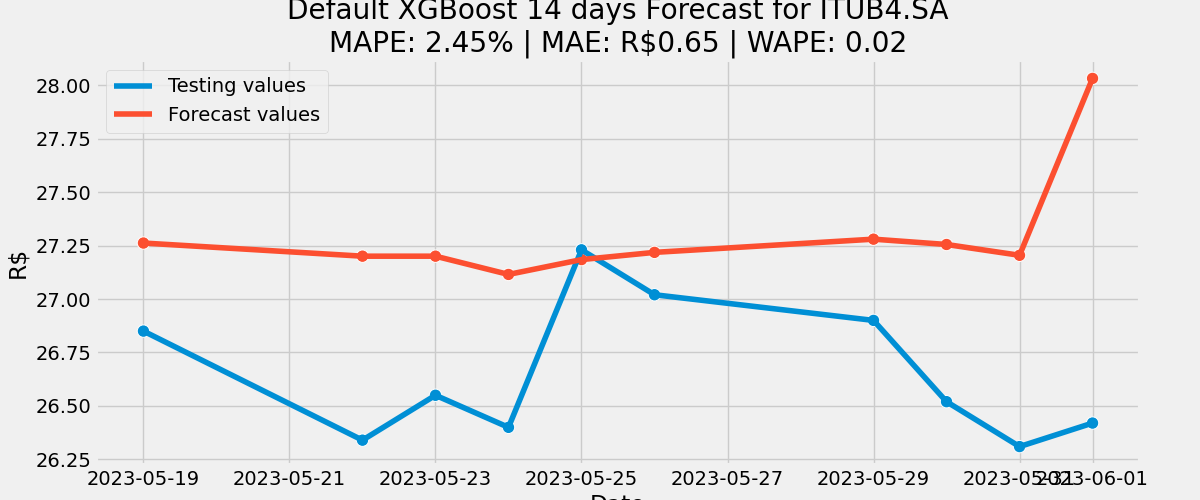 Default XGBoost 14 days Forecast for ITUB4.SA
MAPE: 2.45% | MAE: R$0.65 | WAPE: 0.02
Testing values
Forecast values
R$
28.00
27.75
27.50
27.25
27.00
26.75
26.50
26.25
2023-05-19 2023-05-21 2023-05-23 2023-05-25 2023-05-27 2023-05-29 2023-05-31 2023-06-01
Date